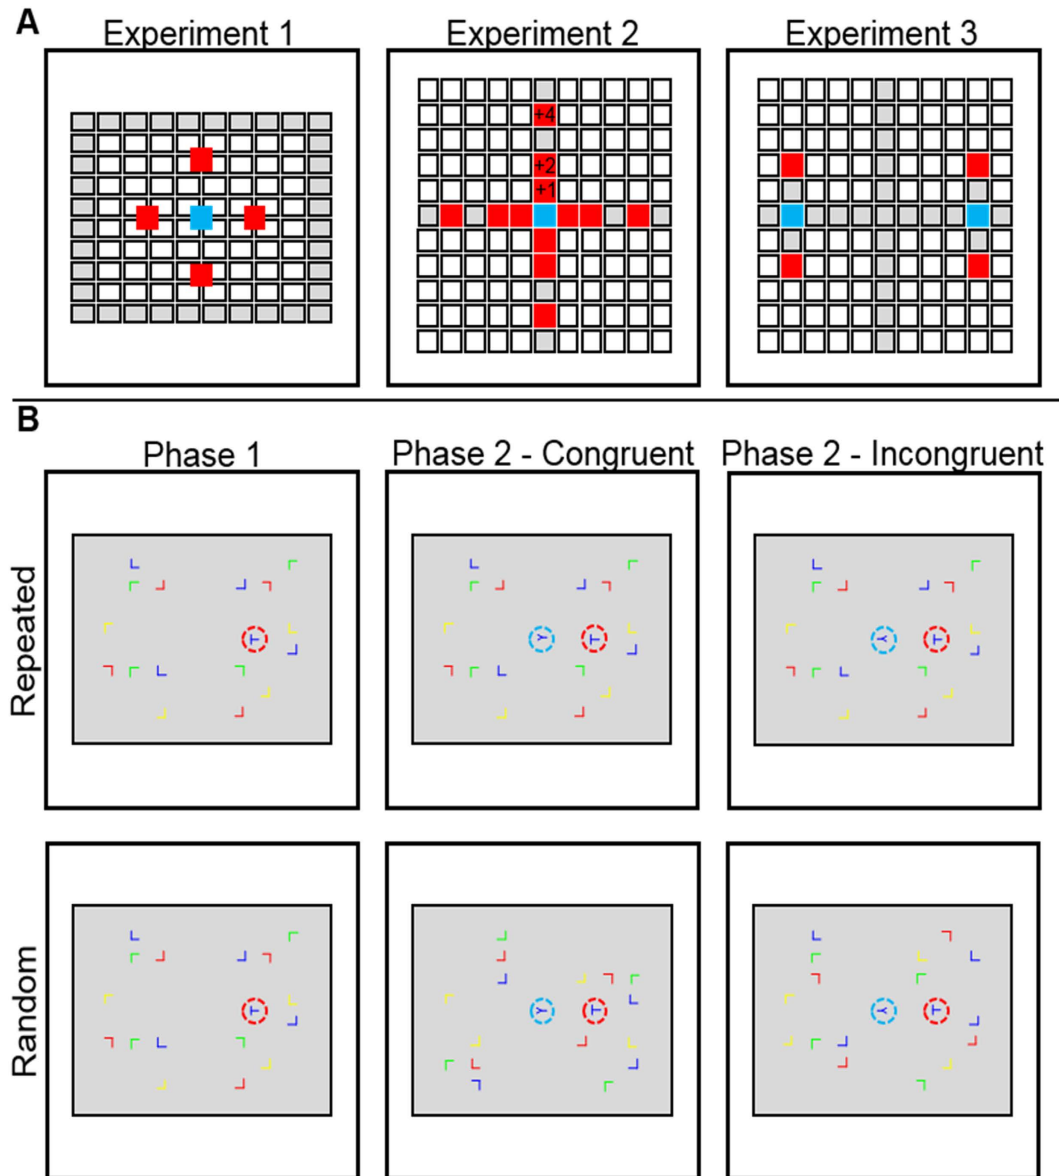 A
Experiment 1 Experiment 2 Experiment 3
+4
+2
+1
B
Phase 1 Phase 2 - Congruent Phase 2 - Incongruent
Repeated
T Y T Y T
Random
T Y T Y T